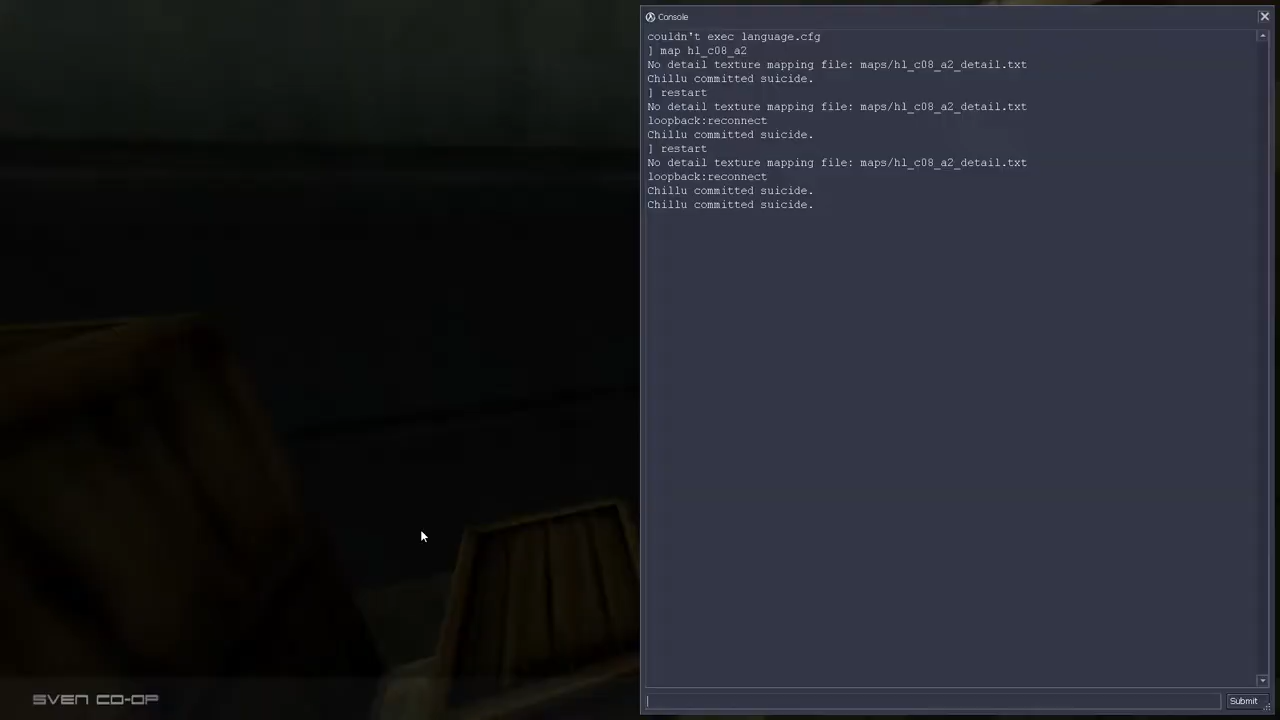 Console
couldn't exec language.cfg
] map hl_c08_a2
No detail texture mapping file: maps/hl_c08_a2_detail.txt
Chillu committed suicide.
] restart
No detail texture mapping file: maps/hl_c08_a2_detail.txt
loopback:reconnect
Chillu committed suicide.
] restart
No detail texture mapping file: maps/hl_c08_a2_detail.txt
loopback:reconnect
Chillu committed suicide.
Chillu committed suicide.
SVEN CO-OP
Submit